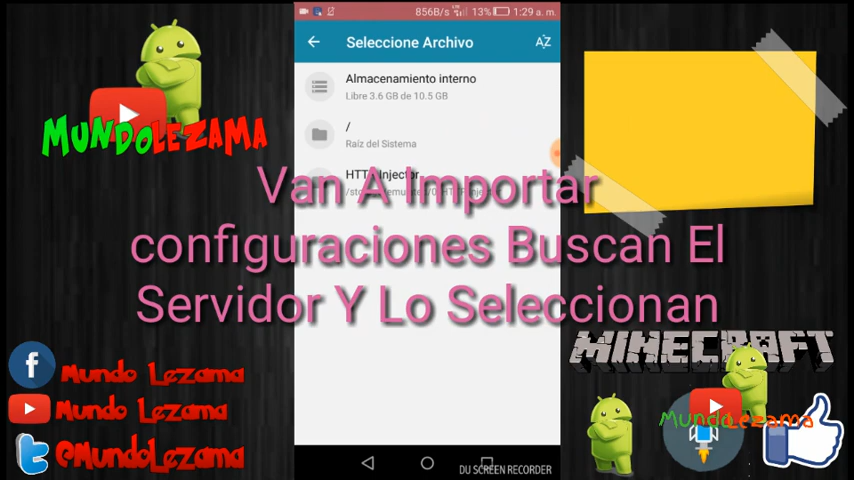 856B/s 13% 1:29 a. m.
Seleccione Archivo
AZ
Almacenamiento interno
Libre 3.6 GB de 10.5 GB
/
Raíz del Sistema
HTTP Injector
Van A Importar
configuraciones Buscan El
Servidor Y Lo Seleccionan
MUNDOLEZAMA
Mundo Lezama
Mundo Lezama
@MundoLezama
MINECRAFT
MundoLezama
DU SCREEN RECORDER